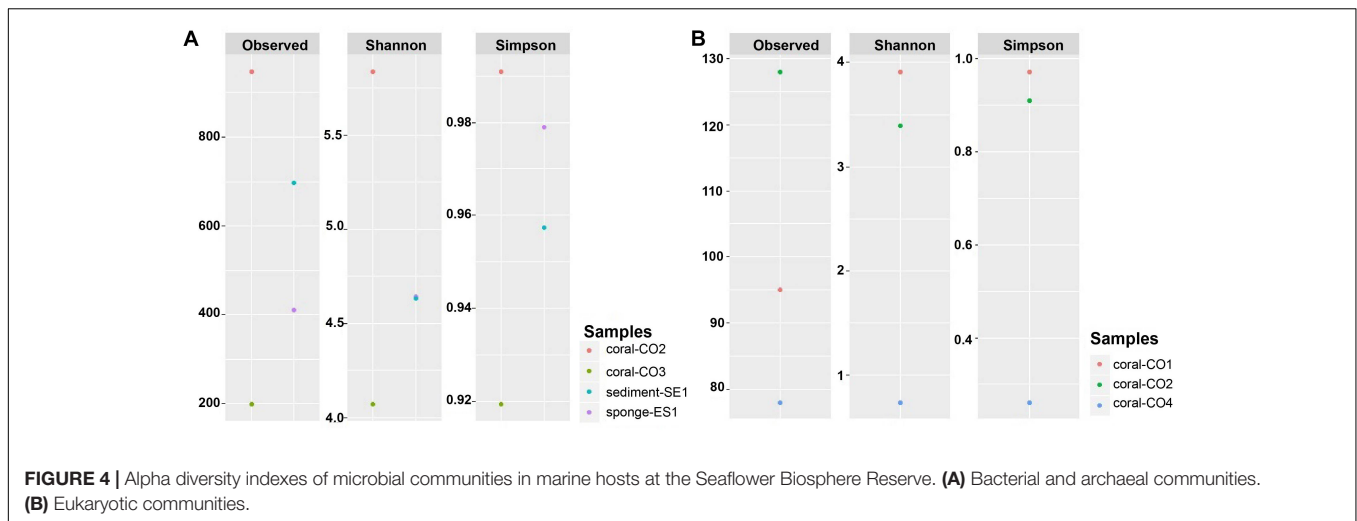 A
Observed
Shannon
Simpson
800
600
400
200
5.5
5.0
4.5
4.0
0.98
0.96
0.94
0.92
Samples
coral-CO2
coral-CO3
sediment-SE1
sponge-ES1
B
Observed
Shannon
Simpson
130
120
110
100
90
80
4
3
2
1
1.0
0.8
0.6
0.4
Samples
coral-CO1
coral-CO2
coral-CO4
FIGURE 4 | Alpha diversity indexes of microbial communities in marine hosts at the Seaflower Biosphere Reserve. (A) Bacterial and archaeal communities.
(B) Eukaryotic communities.